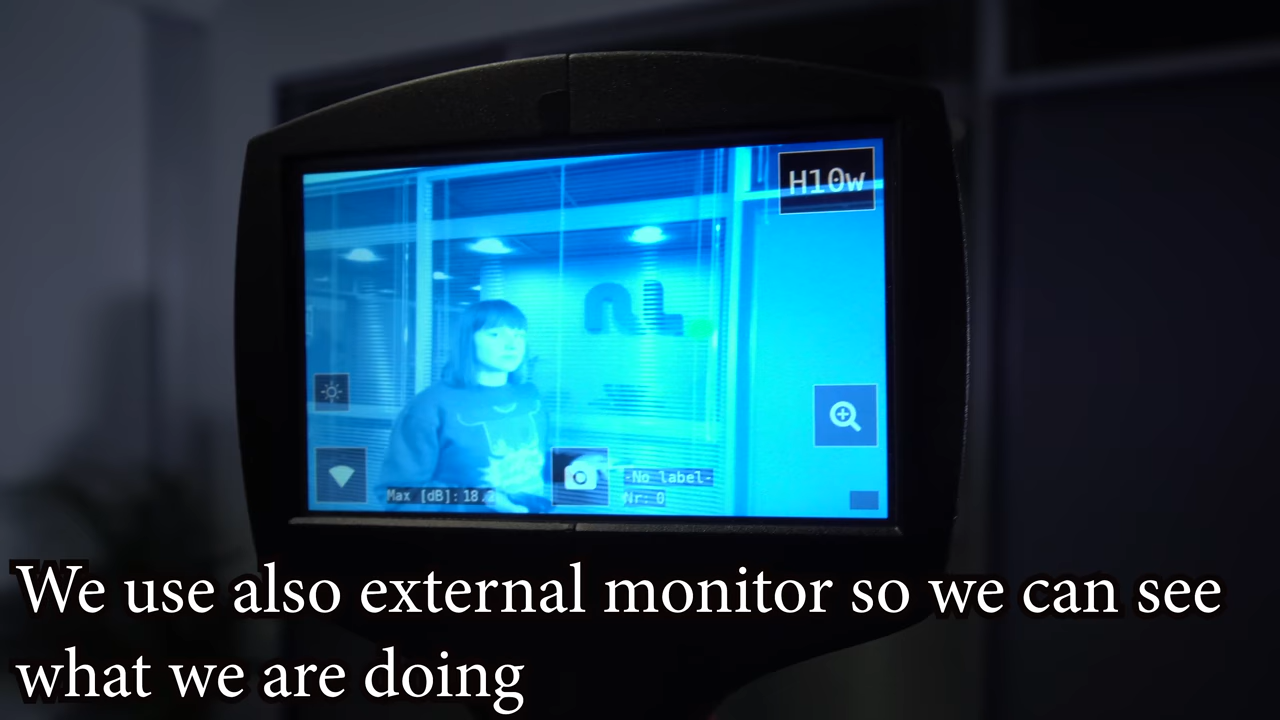 H10w
NL
Max [dB]: 18.
-No label-
Nr: 0
We use also external monitor so we can see
what we are doing